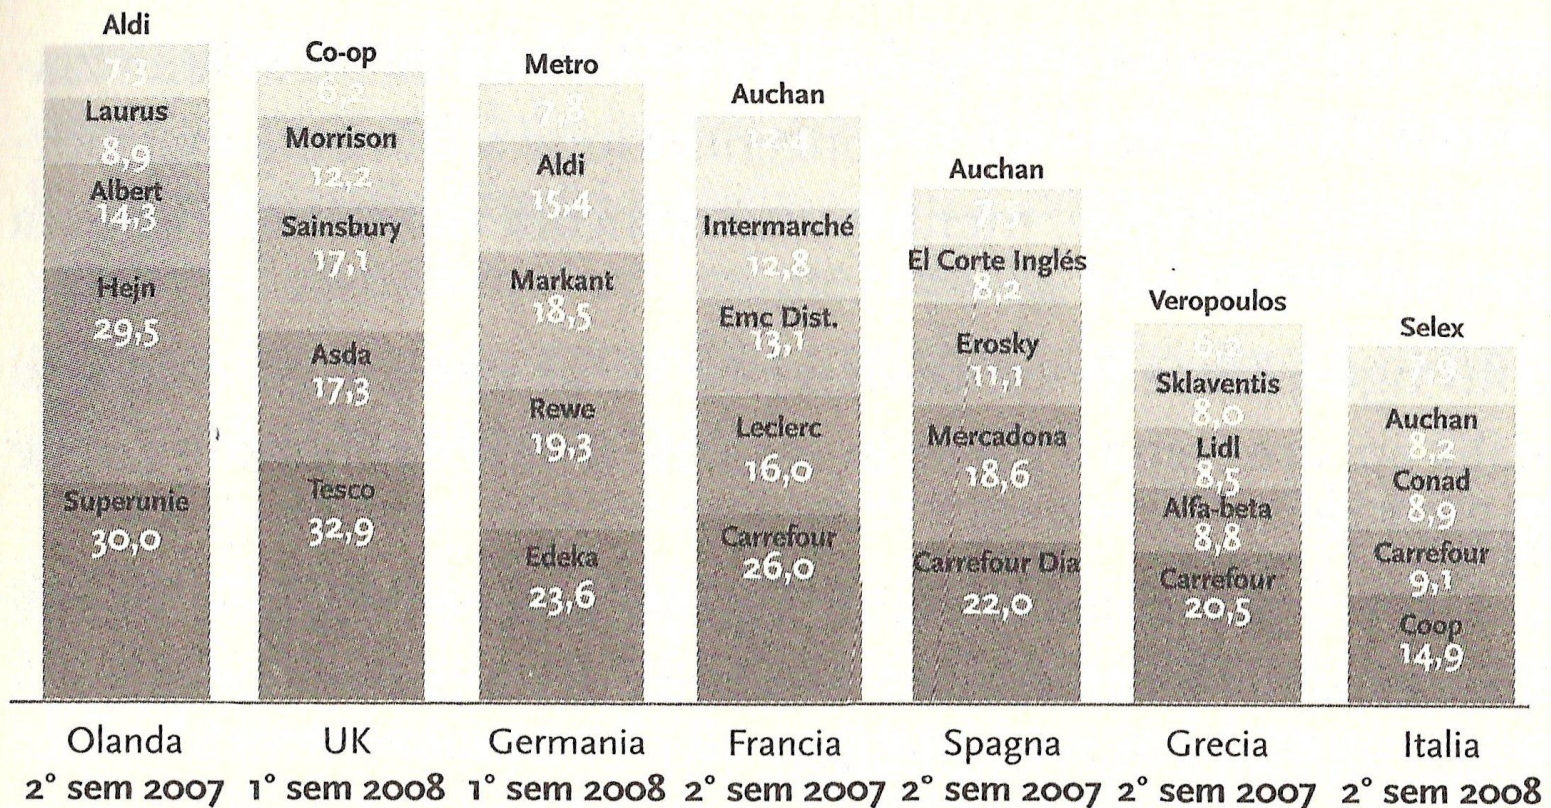 Aldi
7,3
Laurus
8,9
Albert
14,3
Hejn
29,5
Superunie
30,0
Olanda
2° sem 2007
Co-op
6,2
Morrison
12,2
Sainsbury
17,1
Asda
17,3
Tesco
32,9
UK
1° sem 2008
Metro
7,8
Aldi
15,4
Markant
18,5
Rewe
19,3
Edeka
23,6
Germania
1° sem 2008
Auchan
12,4
Intermarché
12,8
Emc Dist.
13,1
Leclerc
16,0
Carrefour
26,0
Francia
2° sem 2007
Auchan
El Corte Inglés
8,2
Erosky
11,1
Mercadona
18,6
Carrefour Dia
22,0
Spagna
2° sem 2007
Veropoulos
6,2
Sklaventis
8,0
Lidl
8,5
Alfa-beta
8,8
Carrefour
20,5
Grecia
2° sem 2007
Selex
7,9
Auchan
8,2
Conad
8,9
Carrefour
9,1
Coop
14,9
Italia
2° sem 2008